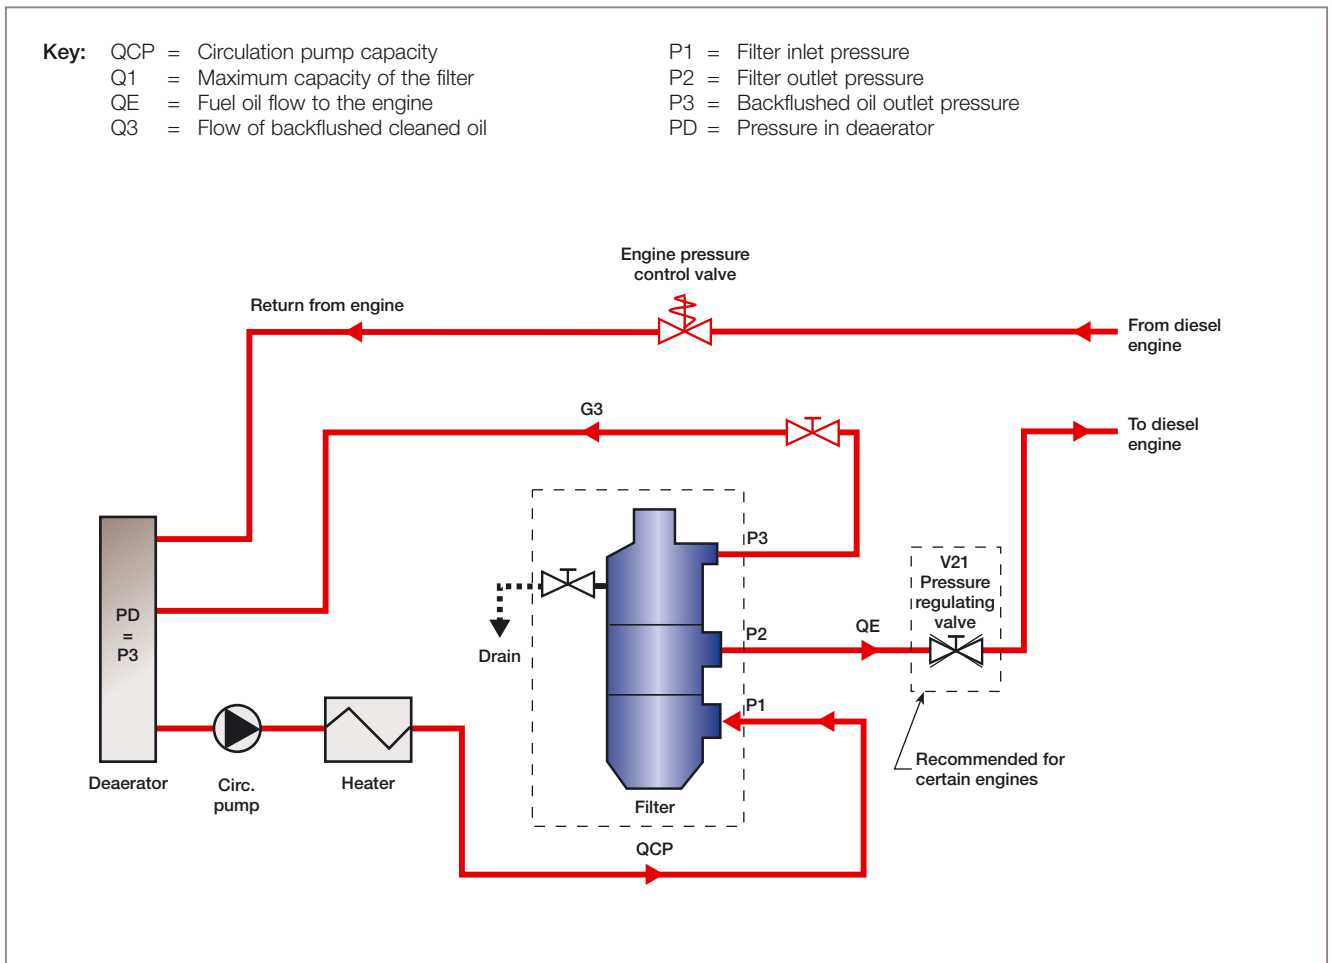 Key: QCP = Circulation pump capacity
Q1 = Maximum capacity of the filter
QE = Fuel oil flow to the engine
Q3 = Flow of backflushed cleaned oil
P1 = Filter inlet pressure
P2 = Filter outlet pressure
P3 = Backflushed oil outlet pressure
PD = Pressure in deaerator
Engine pressure
control valve
Return from engine
From diesel
engine
G3
To diesel
engine
P3
V21
Pressure
regulating
valve
PD
=
P3
P2
QE
Drain
P1
Recommended for
certain engines
Deaerator
Circ.
pump
Heater
Filter
QCP